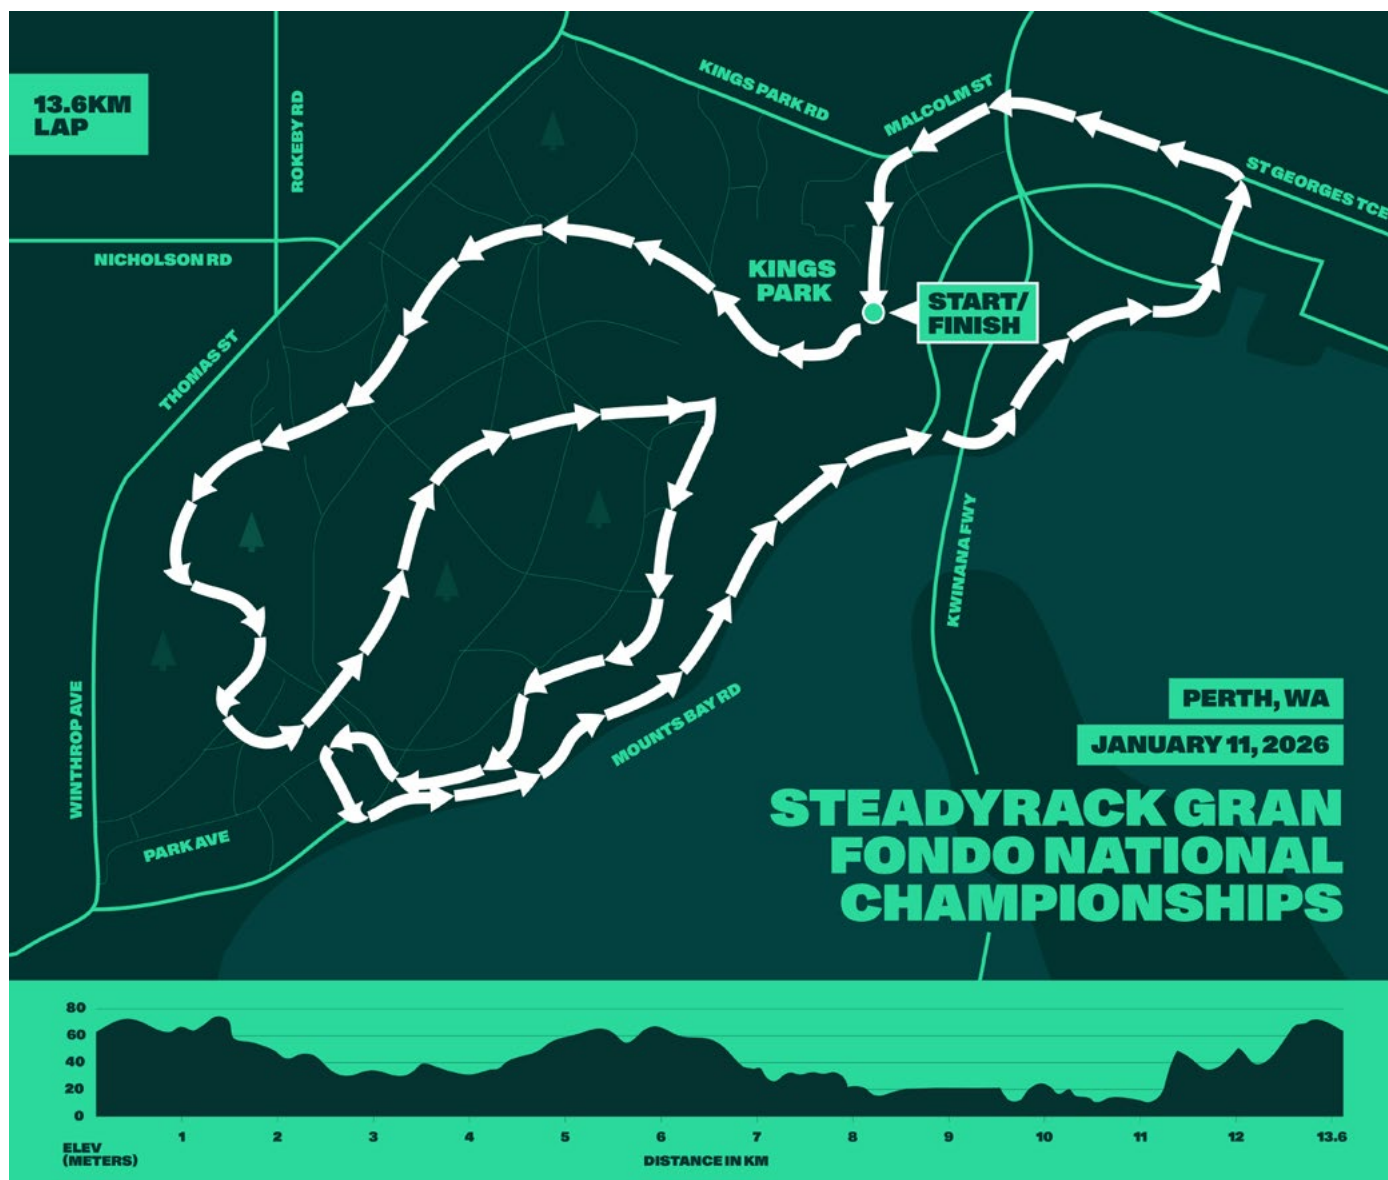 13.6KM
LAP
ROKEBY RD
KINGS PARK RD
MALCOLM ST
ST GEORGES TCE
NICHOLSON RD
KINGS
PARK
START/
FINISH
THOMAS ST
KWINANA FWY
WINTHROP AVE
MOUNTS BAY RD
PARK AVE
PERTH, WA
JANUARY 11, 2026
STEADYRACK GRAN
FONDO NATIONAL
CHAMPIONSHIPS
80
60
40
20
0
1 2 3 4 5 6 7 8 9 10 11 12 13.6
ELEV
(METERS)
DISTANCE IN KM